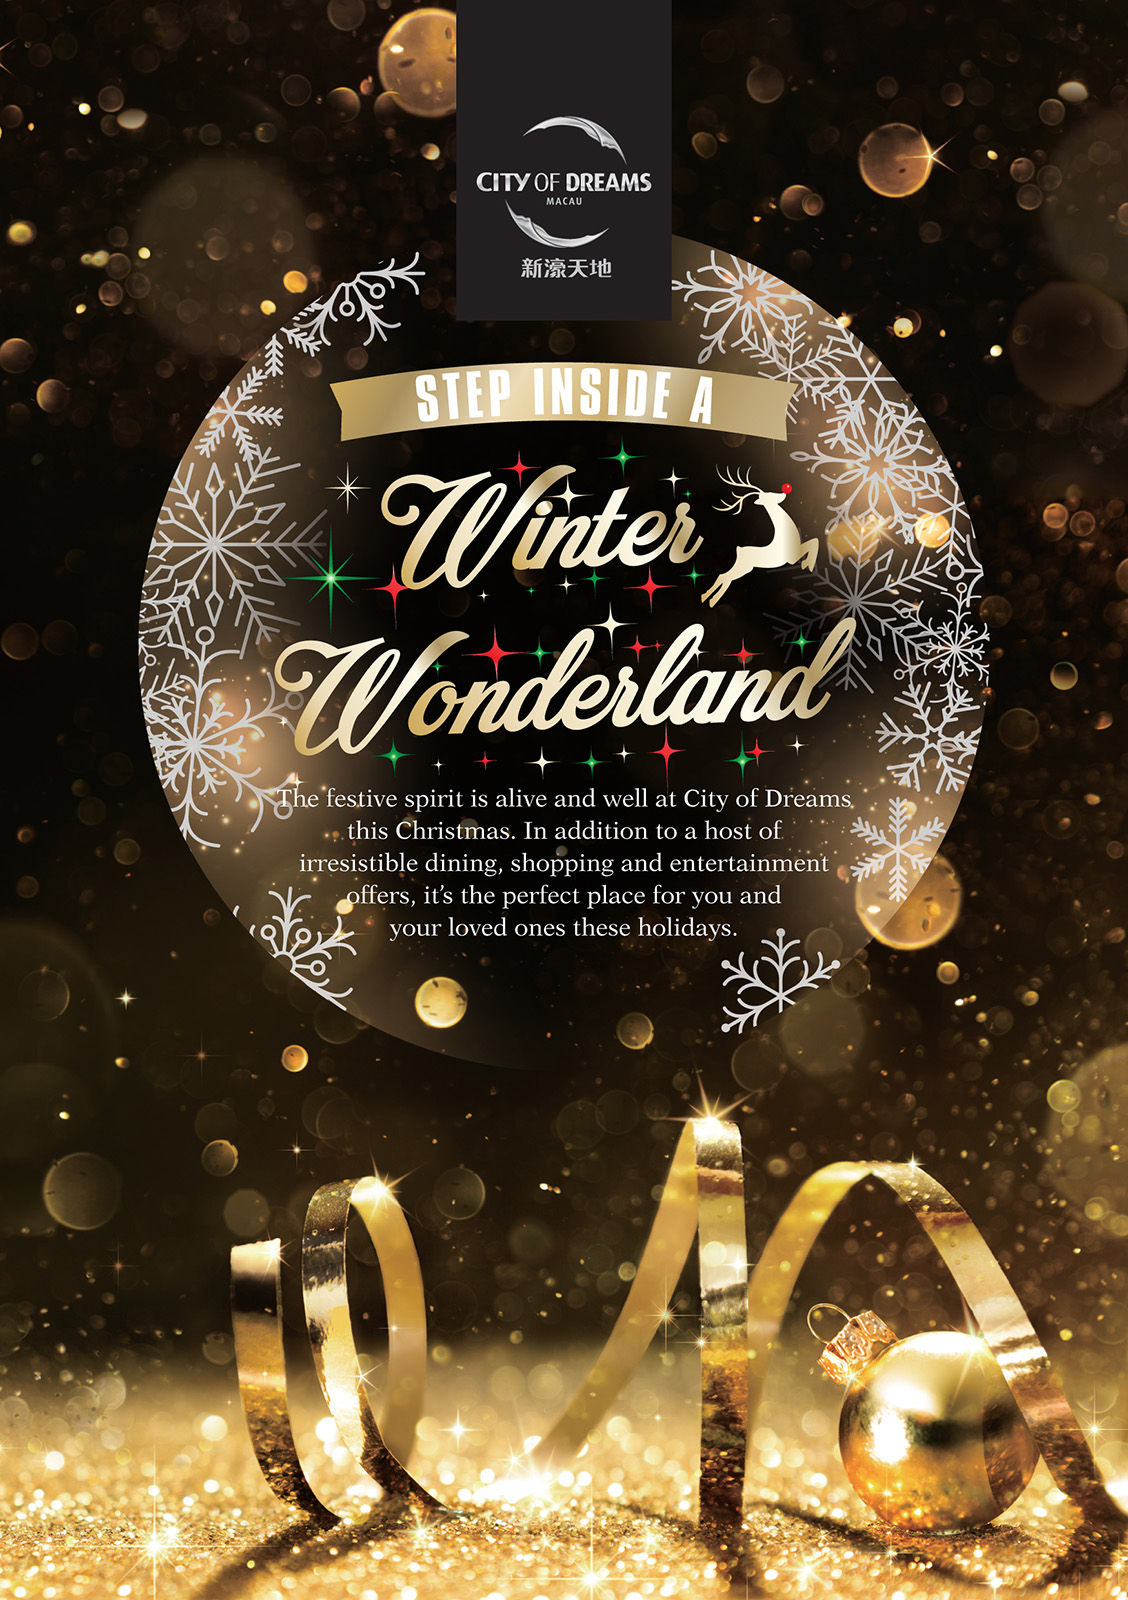 CITY OF DREAMS
MACAU
新濠天地
STEP INSIDE A
Winter
Wonderland
The festive spirit is alive and well at City of Dreams
this Christmas. In addition to a host of
irresistible dining, shopping and entertainment
offers, it's the perfect place for you and
your loved ones these holidays.